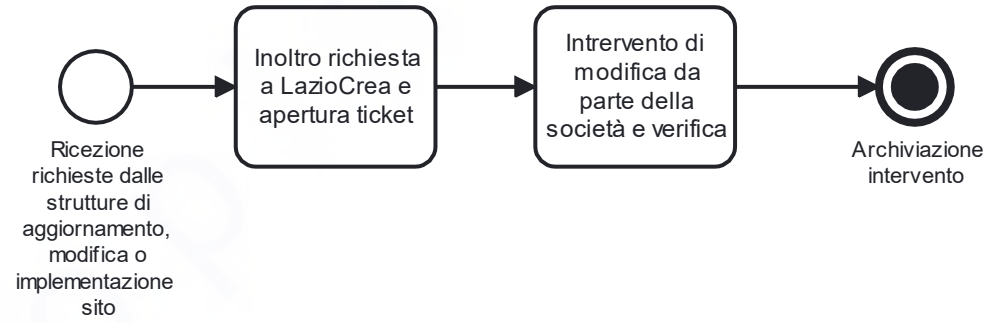 Ricezione
richieste dalle
strutture di
aggiornamento,
modifica o
implementazione
sito
Inoltro richiesta
a LazioCrea e
apertura ticket
Intrervento di
modifica da
parte della
società e verifica
Archiviazione
intervento